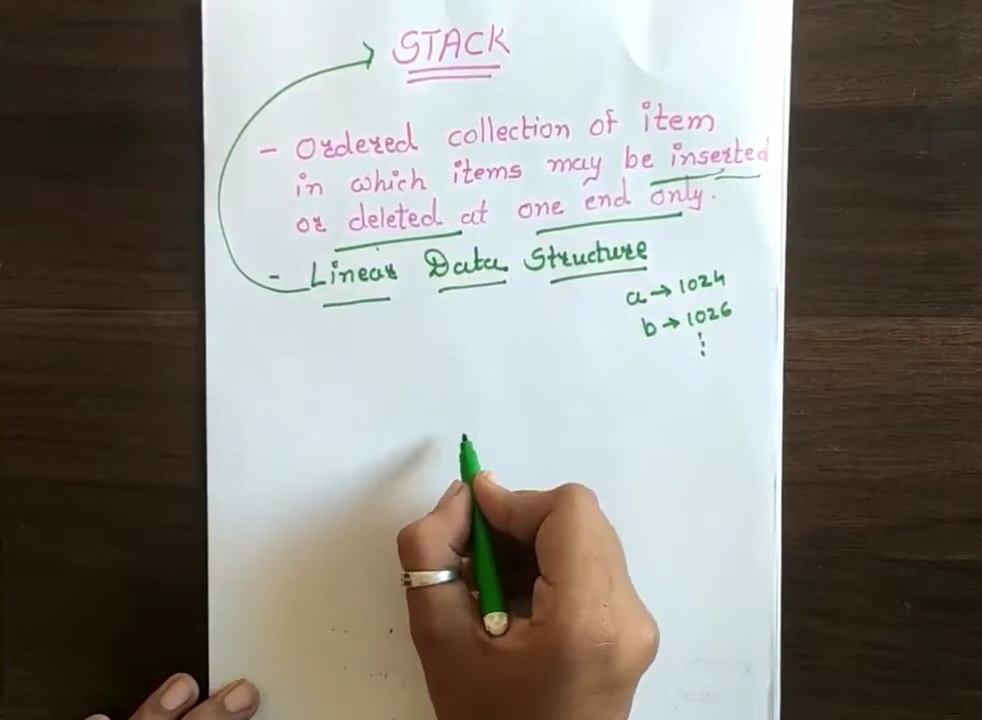 STACK
- Ordered collection of item
in which items may be inserted
or deleted at one end only.
- Linear Data Structure
a → 1024
b → 1026